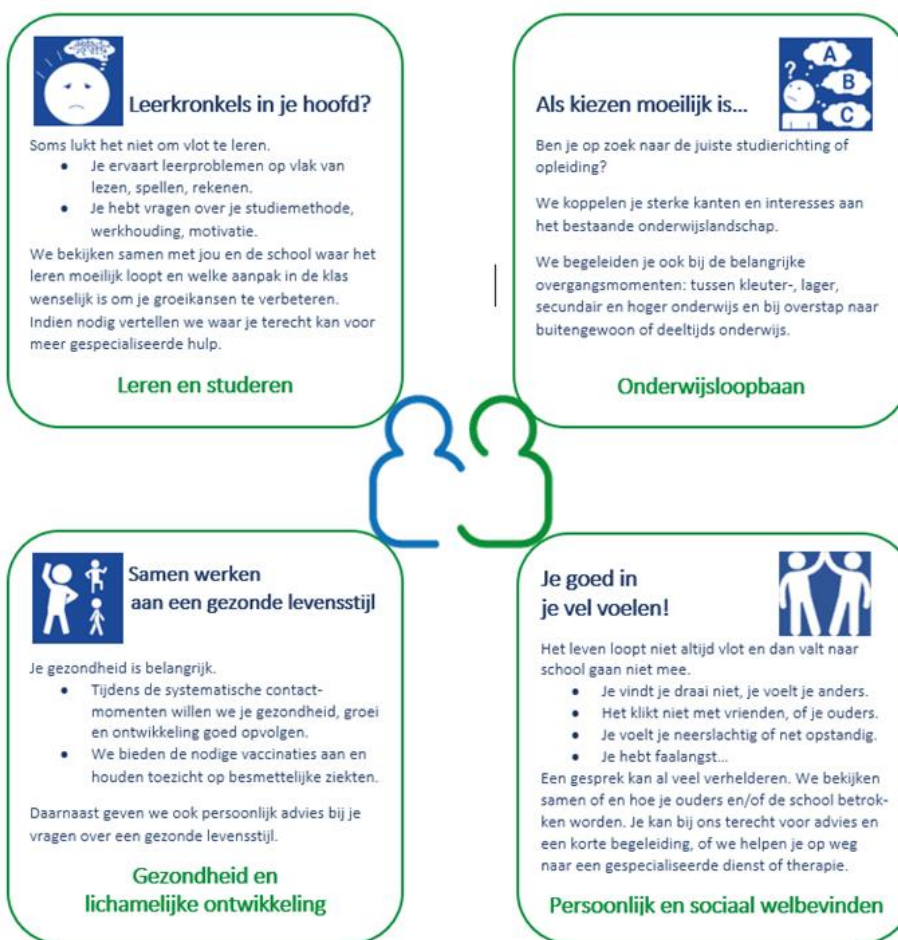 Leerkronkels in je hoofd?
Soms lukt het niet om vlot te leren.
• Je ervaart leerproblemen op vlak van
lezen, spellen, rekenen.
• Je hebt vragen over je studiemethode,
werkhouding, motivatie.
We bekijken samen met jou en de school waar het
leren moeilijk loopt en welke aanpak in de klas
wenselijk is om je groeikansen te verbeteren.
Indien nodig vertellen we waar je terecht kan voor
meer gespecialiseerde hulp.
Leren en studeren
A
?
B
C
Als kiezen moeilijk is...
Ben je op zoek naar de juiste studierichting of
opleiding?
We koppelen je sterke kanten en interesses aan
het bestaande onderwijslandschap.
We begeleiden je ook bij de belangrijke
overgangsmomenten: tussen kleuter-, lager,
secundair en hoger onderwijs en bij overstap naar
buitengewoon of deeltijds onderwijs.
Onderwijsloopbaan
Samen werken
aan een gezonde levensstijl
Je gezondheid is belangrijk.
• Tijdens de systematische contact-
momenten willen we je gezondheid, groei
en ontwikkeling goed opvolgen.
• We bieden de nodige vaccinaties aan en
houden toezicht op besmettelijke ziekten.
Daarnaast geven we ook persoonlijk advies bij je
vragen over een gezonde levensstijl.
Gezondheid en
lichamelijke ontwikkeling
Je goed in
je vel voelen!
Het leven loopt niet altijd vlot en dan valt naar
school gaan niet mee.
• Je vindt je draai niet, je voelt je anders.
• Het klikt niet met vrienden, of je ouders.
• Je voelt je neerslachtig of net opstandig.
• Je hebt faalangst...
Een gesprek kan al veel verhelderen. We bekijken
samen of en hoe je ouders en/of de school betrok-
ken worden. Je kan bij ons terecht voor advies en
een korte begeleiding, of we helpen je op weg
naar een gespecialiseerde dienst of therapie.
Persoonlijk en sociaal welbevinden